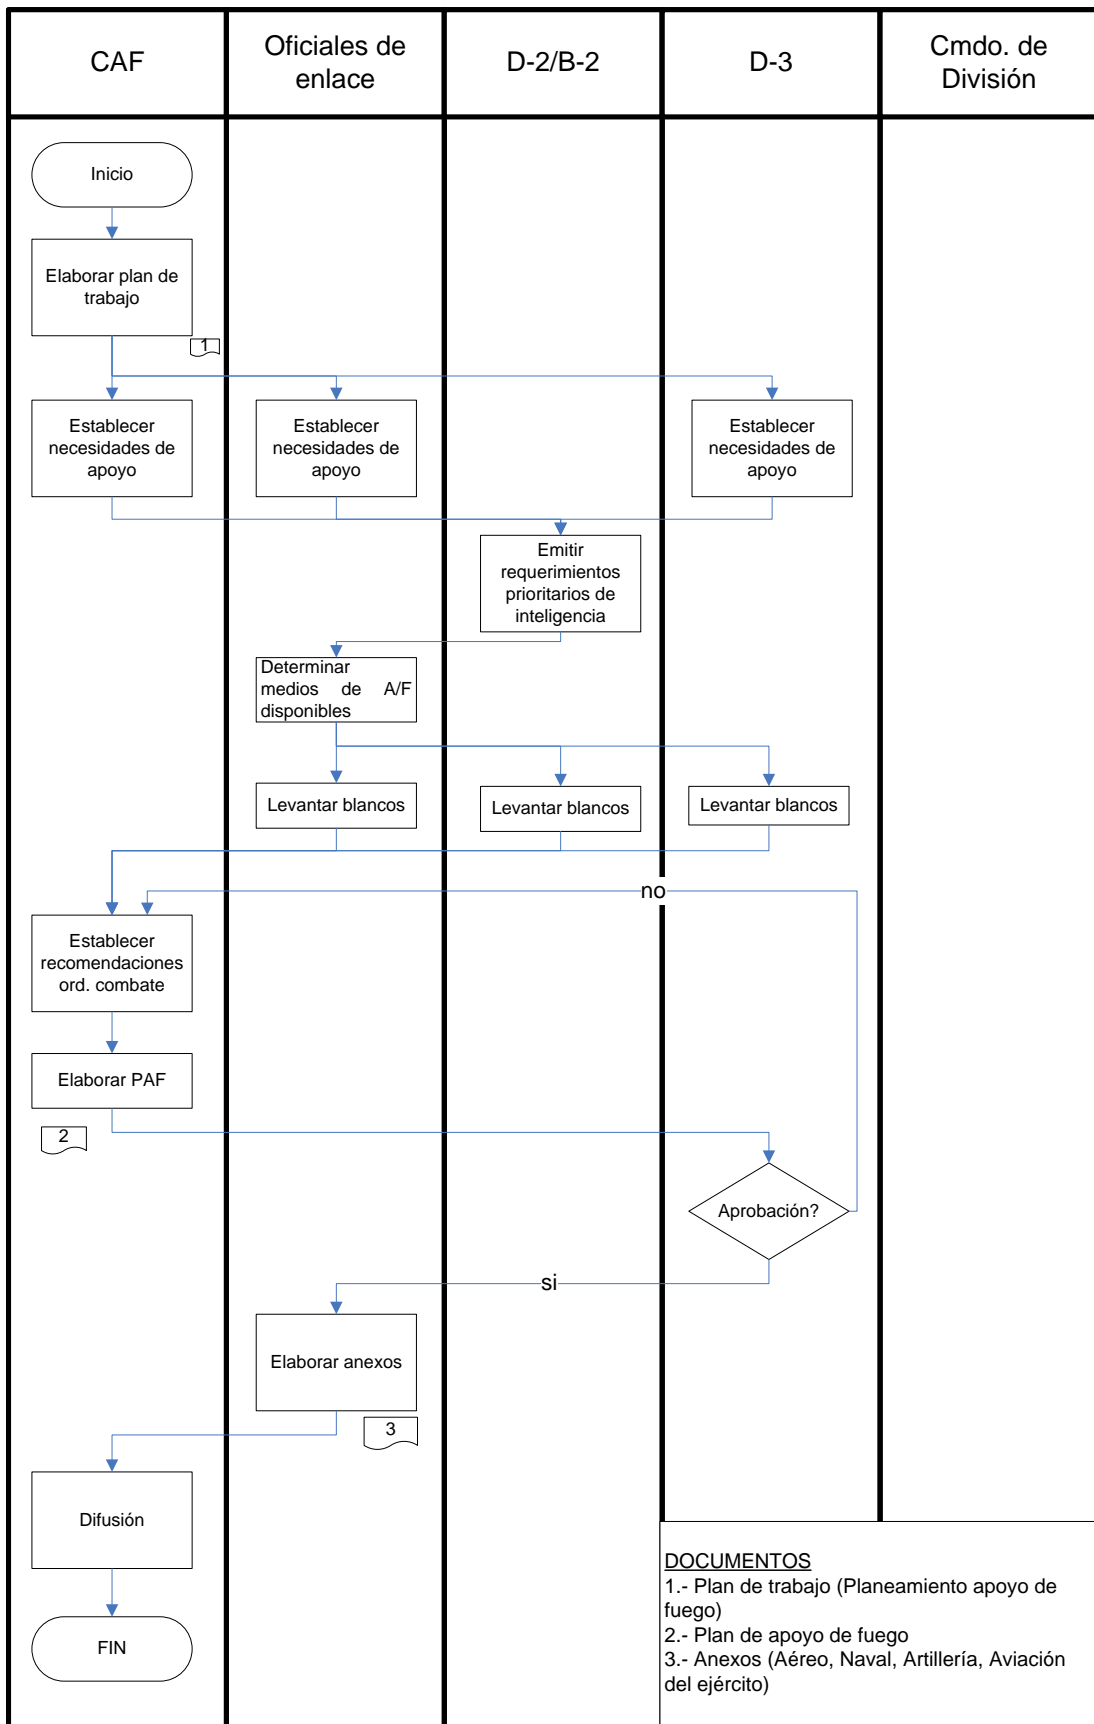 CAF
Oficiales de
enlace
D-2/B-2
D-3
Cmdo. de
División
Inicio
Elaborar plan de
trabajo
1
Establecer
necesidades de
apoyo
Establecer
necesidades de
apoyo
Establecer
necesidades de
apoyo
Emitir
requerimientos
prioritarios de
inteligencia
Determinar
medios de A/F
disponibles
Levantar blancos
Levantar blancos
Levantar blancos
no
Establecer
recomendaciones
ord. combate
Elaborar PAF
2
Aprobación?
si
Elaborar anexos
3
Difusión
FIN
DOCUMENTOS
1.- Plan de trabajo (Planeamiento apoyo de
fuego)
2.- Plan de apoyo de fuego
3.- Anexos (Aéreo, Naval, Artillería, Aviación
del ejército)